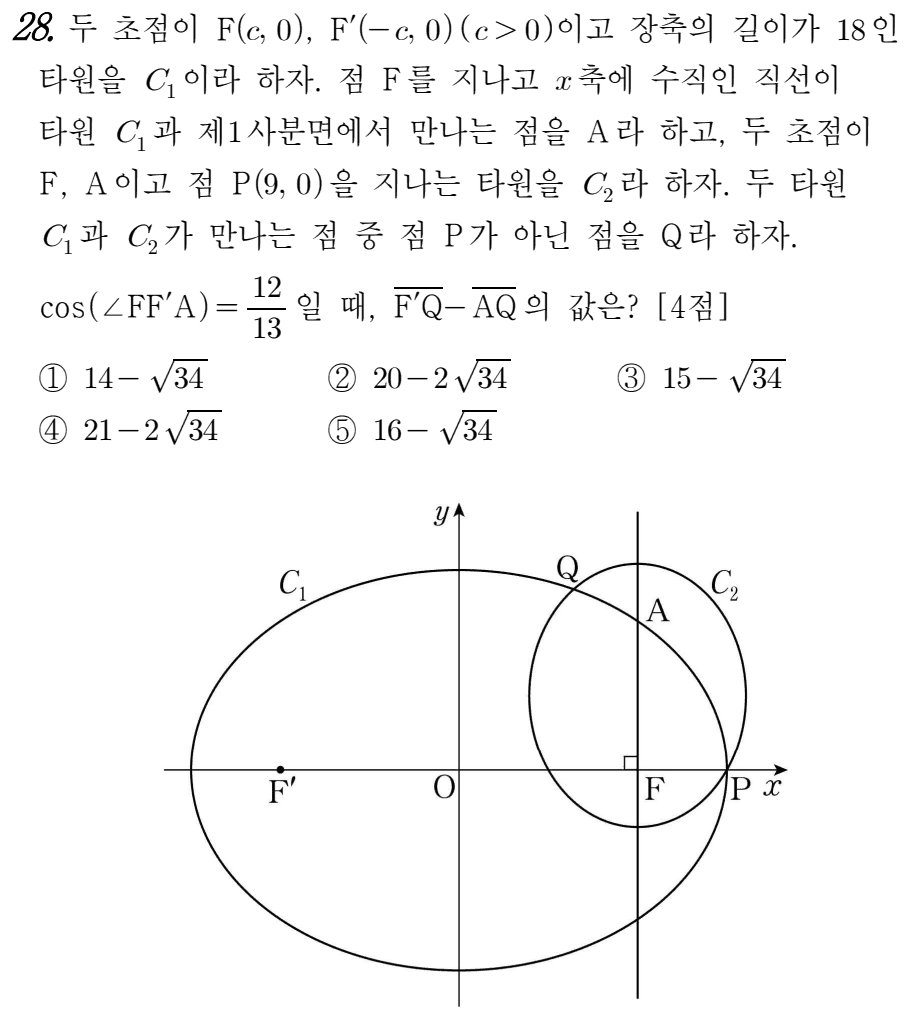 28. 두 초점이 F(c, 0), F′(−c, 0)(c>0)이고 장축의 길이가 18인
타원을 C₁이라 하자. 점 F를 지나고 x축에 수직인 직선이
타원 C₁과 제1사분면에서 만나는 점을 A라 하고, 두 초점이
F, A이고 점 P(9, 0)을 지나는 타원을 C₂라 하자. 두 타원
C₁과 C₂가 만나는 점 중 점 P가 아닌 점을 Q라 하자.
cos(∠FF′A)=12/13일 때, F̅′̅Q̅−A̅Q̅의 값은? [4점]
① 14−√34 ② 20−2√34 ③ 15−√34
④ 21−2√34 ⑤ 16−√34
y
Q
C₁ C₂
A
F′ O F P x